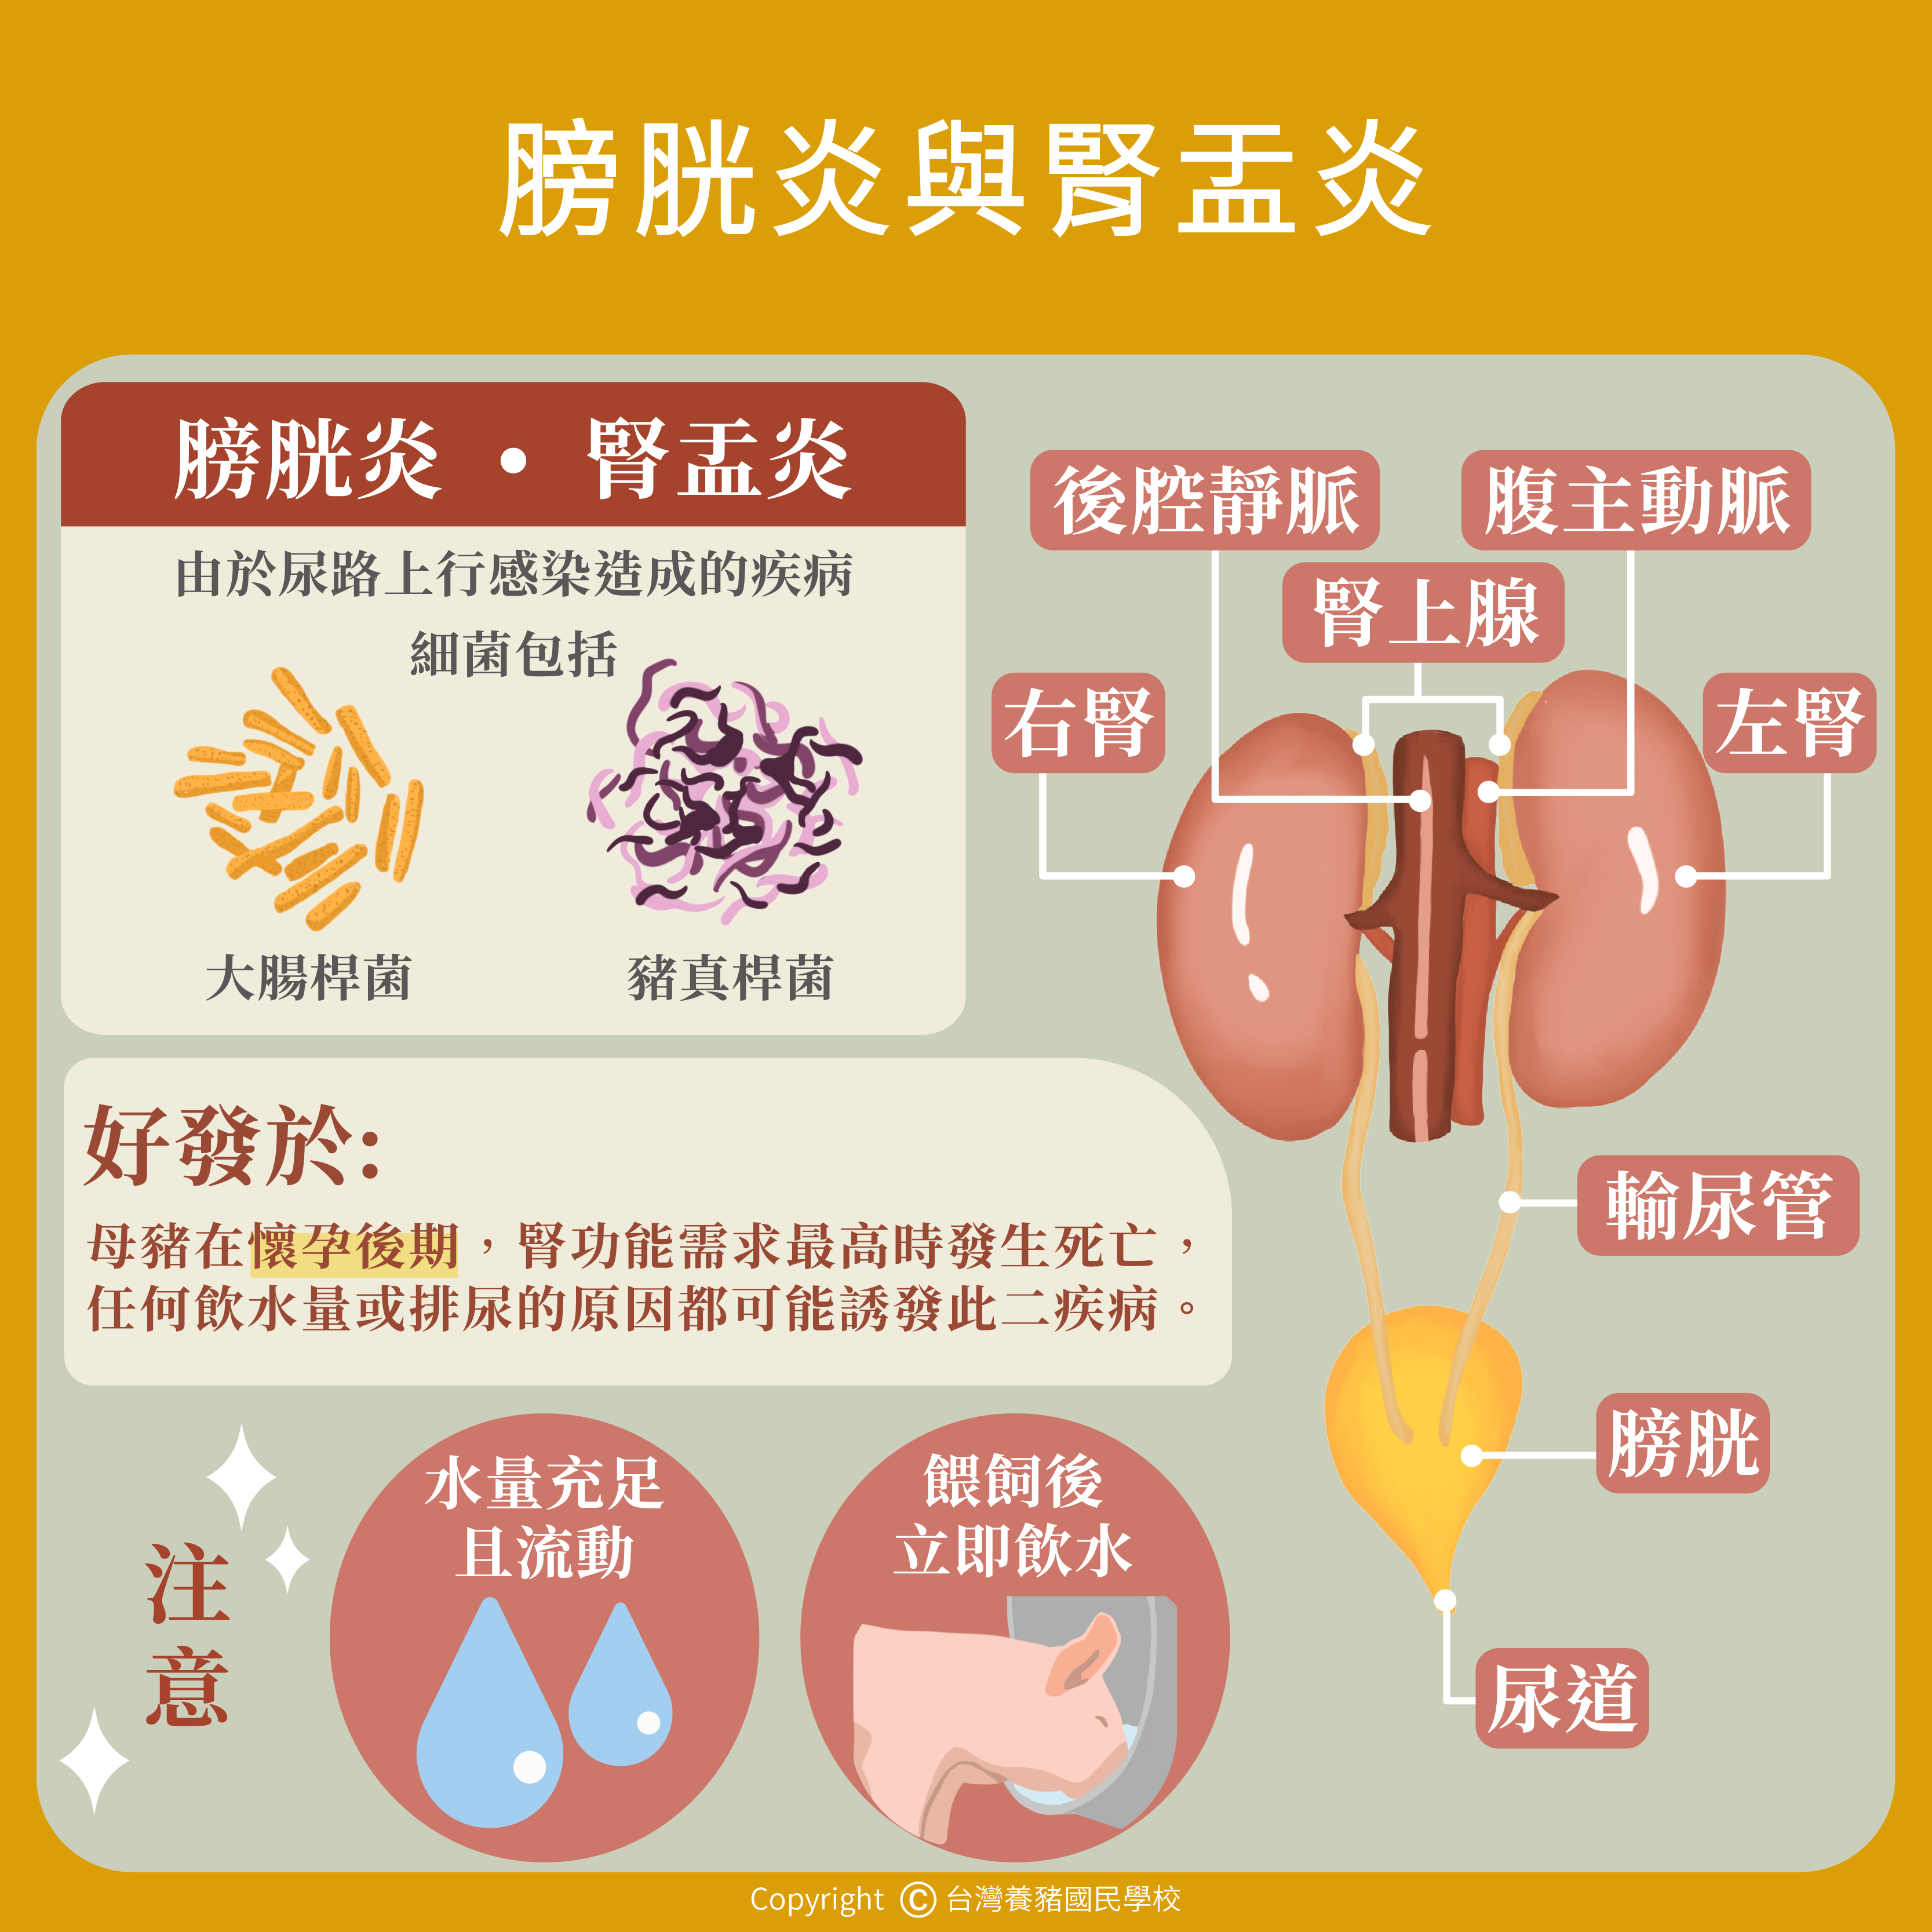 膀胱炎與腎盂炎
膀胱炎 • 腎盂炎
由於尿路上行感染造成的疾病
細菌包括
大腸桿菌
豬真桿菌
後腔靜脈
腹主動脈
腎上腺
右腎
左腎
輸尿管
膀胱
尿道
好發於:
母豬在懷孕後期，腎功能需求最高時發生死亡，
任何飲水量或排尿的原因都可能誘發此二疾病。
注意
水量充足
且流動
餵飼後
立即飲水
Copyright © 台灣養豬國民學校